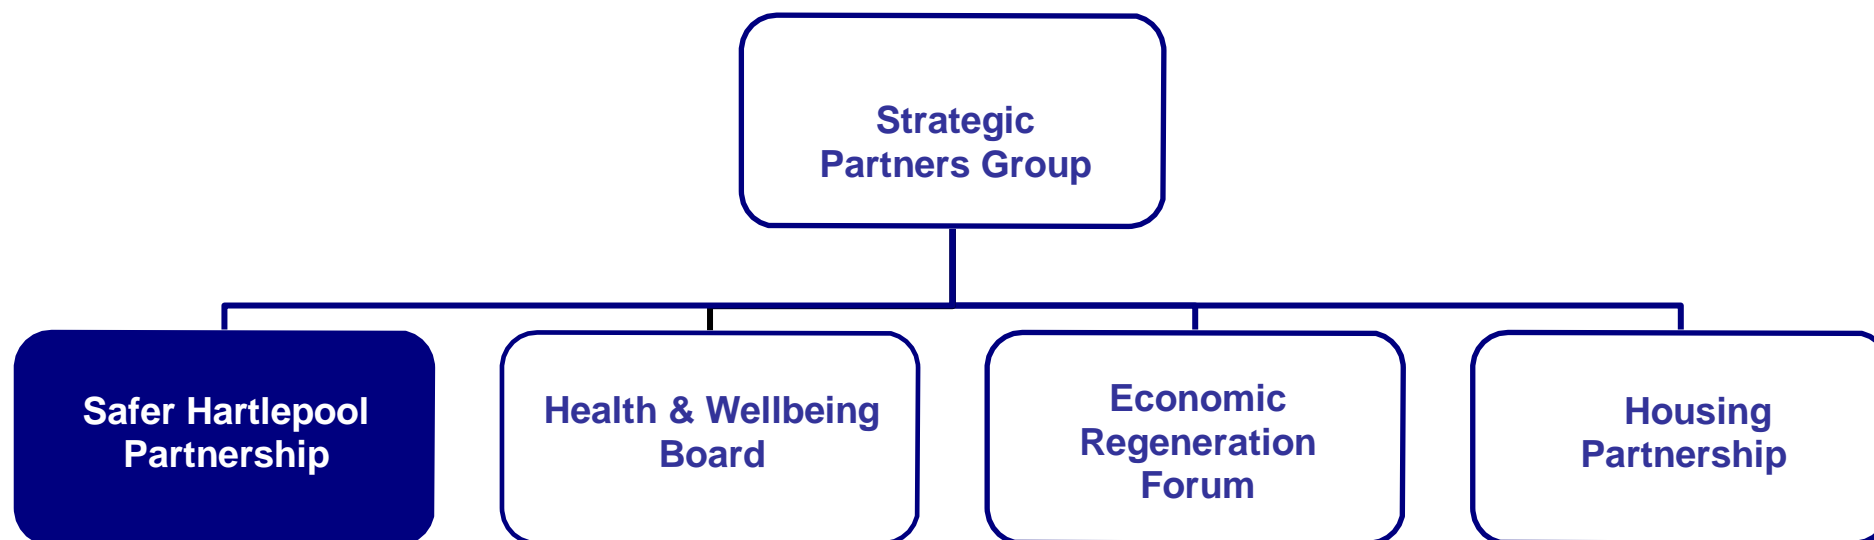 Strategic
Partners Group
Safer Hartlepool
Partnership
Health & Wellbeing
Board
Economic
Regeneration
Forum
Housing
Partnership